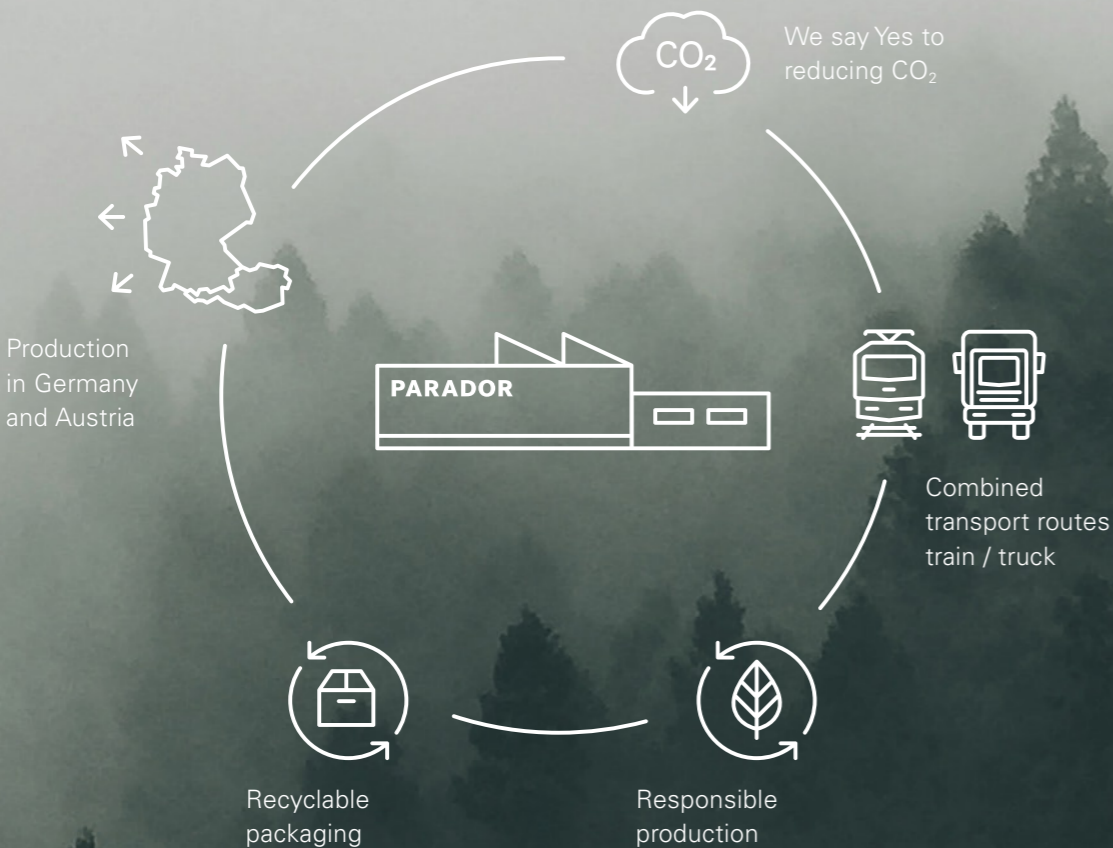 CO₂
We say Yes to
reducing CO₂
Production
in Germany
and Austria
PARADOR
Combined
transport routes
train / truck
Recyclable
packaging
Responsible
production